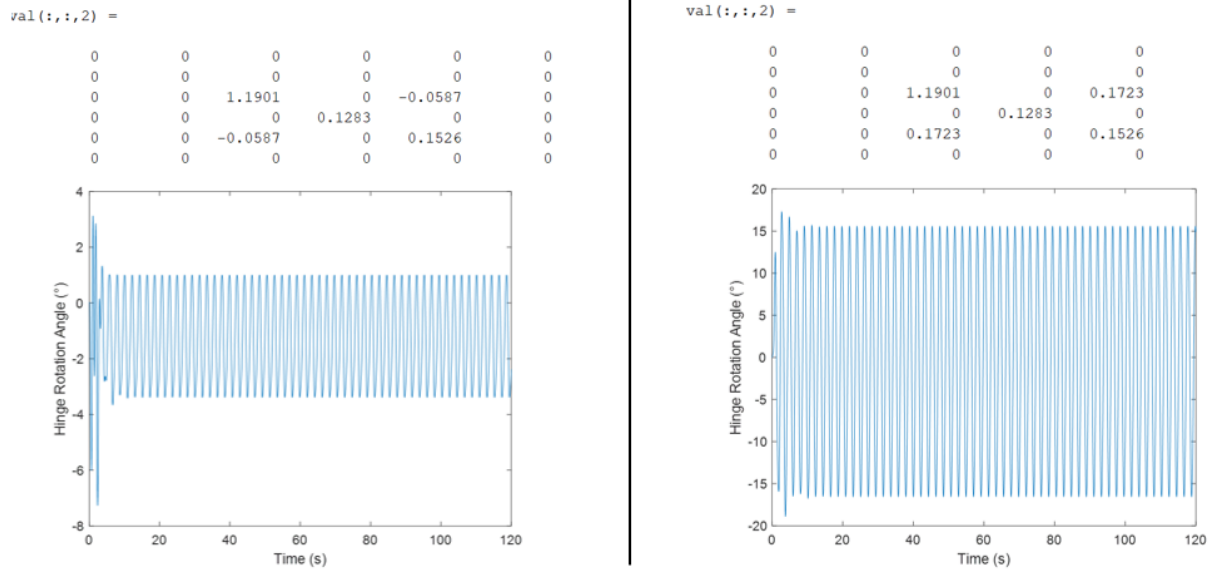 val(:,:,2) =
0 0 0 0 0 0
0 0 0 0 0 0
0 0 1.1901 0 -0.0587 0
0 0 0 0.1283 0 0
0 0 -0.0587 0 0.1526 0
0 0 0 0 0 0
4
2
0
-2
-4
-6
-8
0 20 40 60 80 100 120
Hinge Rotation Angle (°)
Time (s)
val(:,:,2) =
0 0 0 0 0
0 0 0 0 0
0 0 1.1901 0 0.1723
0 0 0 0.1283 0
0 0 0.1723 0 0.1526
0 0 0 0 0
20
15
10
5
0
-5
-10
-15
-20
0 20 40 60 80 100 120
Hinge Rotation Angle (°)
Time (s)